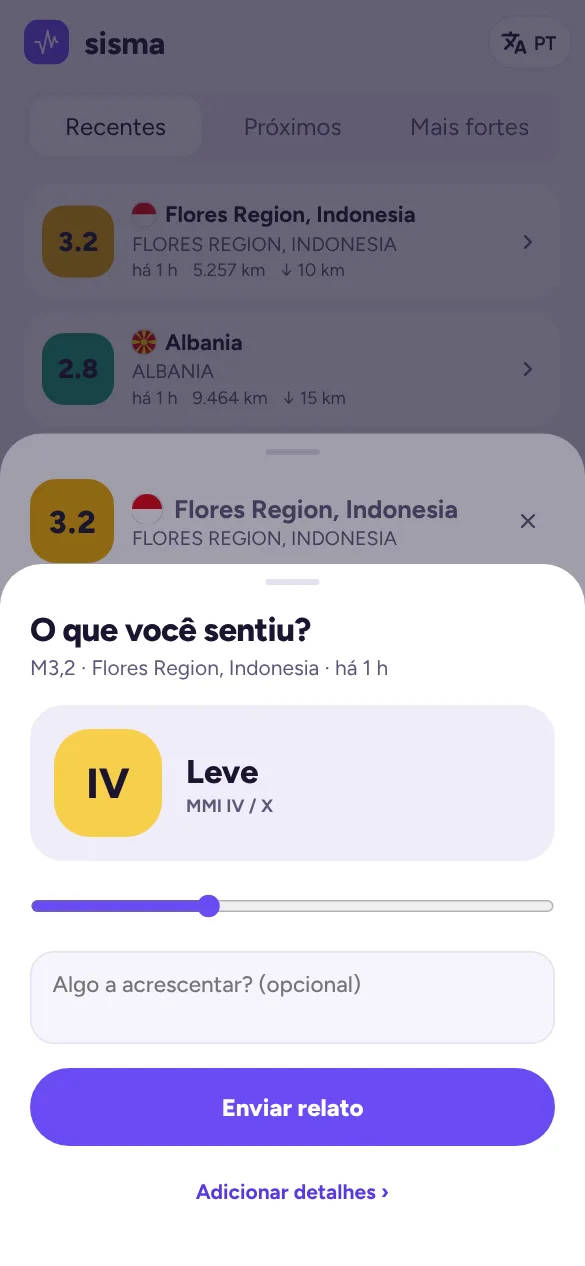 sisma
PT
Recentes Próximos Mais fortes
3.2
Flores Region, Indonesia
FLORES REGION, INDONESIA
há 1 h 5.257 km ↓ 10 km
2.8
Albania
ALBANIA
há 1 h 9.464 km ↓ 15 km
3.2
Flores Region, Indonesia
FLORES REGION, INDONESIA
O que você sentiu?
M3,2 · Flores Region, Indonesia · há 1 h
IV
Leve
MMI IV / X
Algo a acrescentar? (opcional)
Enviar relato
Adicionar detalhes ›